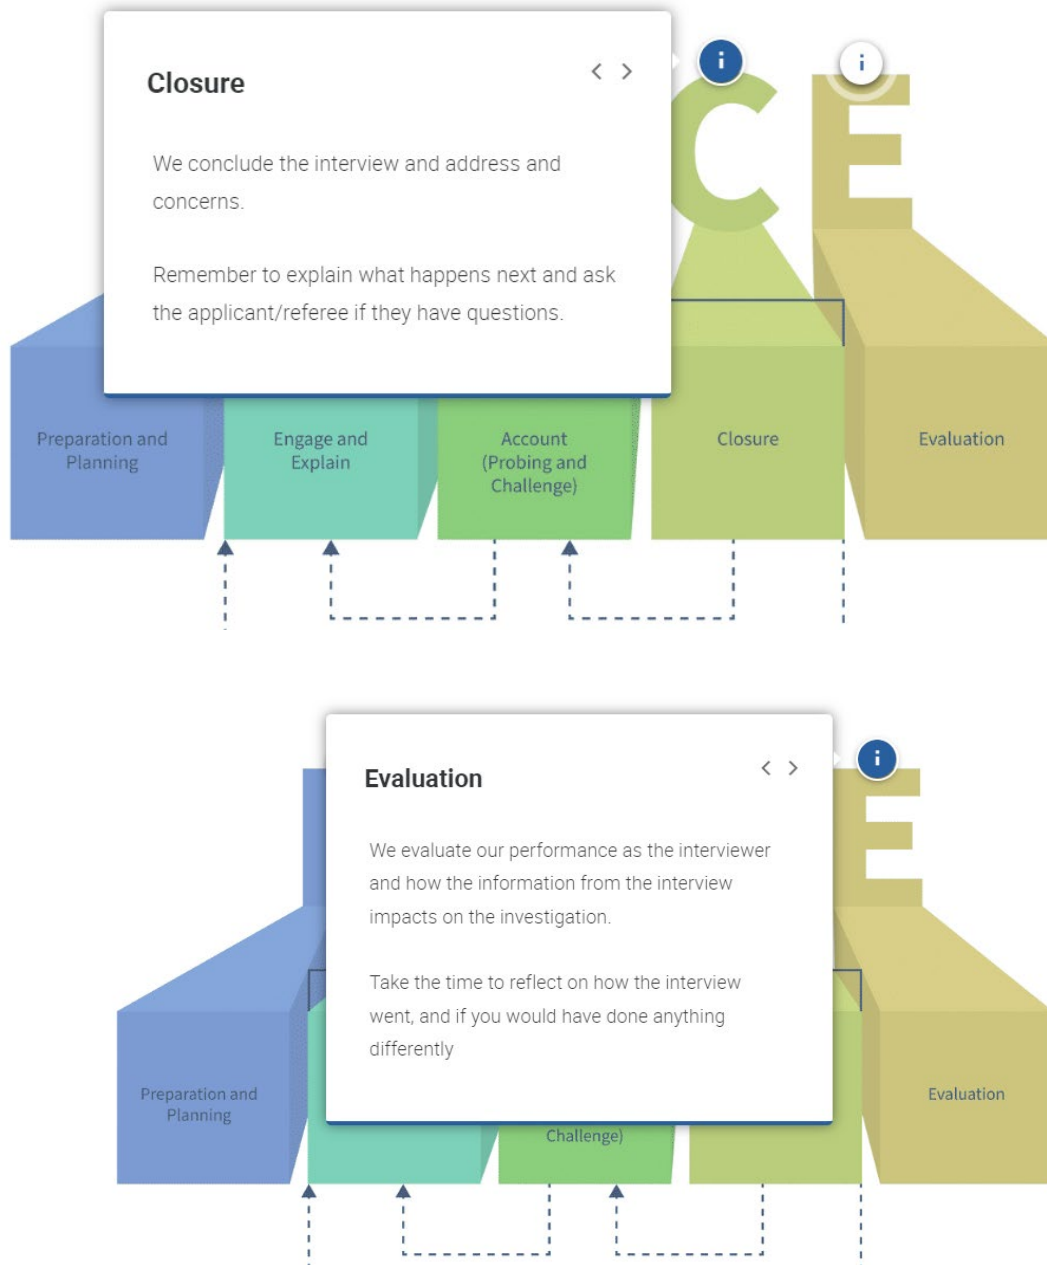 Closure
We conclude the interview and address and
concerns.
Remember to explain what happens next and ask
the applicant/referee if they have questions.
i
i
C E
Preparation and
Planning
Engage and
Explain
Account
(Probing and
Challenge)
Closure
Evaluation
Evaluation
We evaluate our performance as the interviewer
and how the information from the interview
impacts on the investigation.
Take the time to reflect on how the interview
went, and if you would have done anything
differently
i
E
Preparation and
Planning
Challenge)
Evaluation